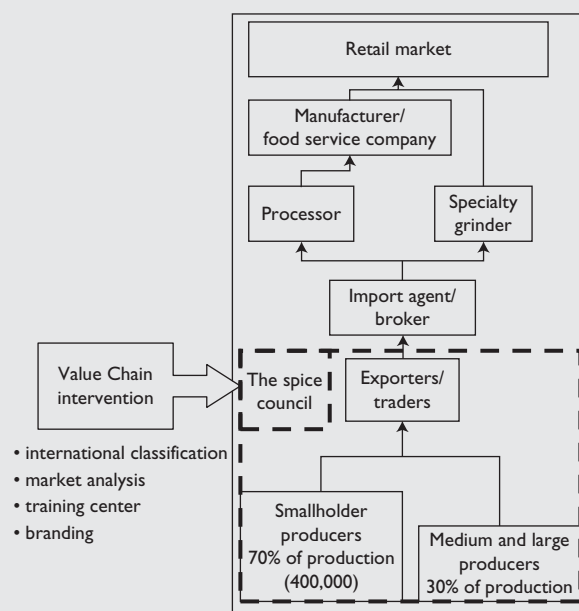 Retail market
Manufacturer/
food service company
Processor
Specialty
grinder
Import agent/
broker
Value Chain
intervention
The spice
council
Exporters/
traders
• international classification
• market analysis
• training center
• branding
Smallholder
producers
70% of production
(400,000)
Medium and large
producers
30% of production